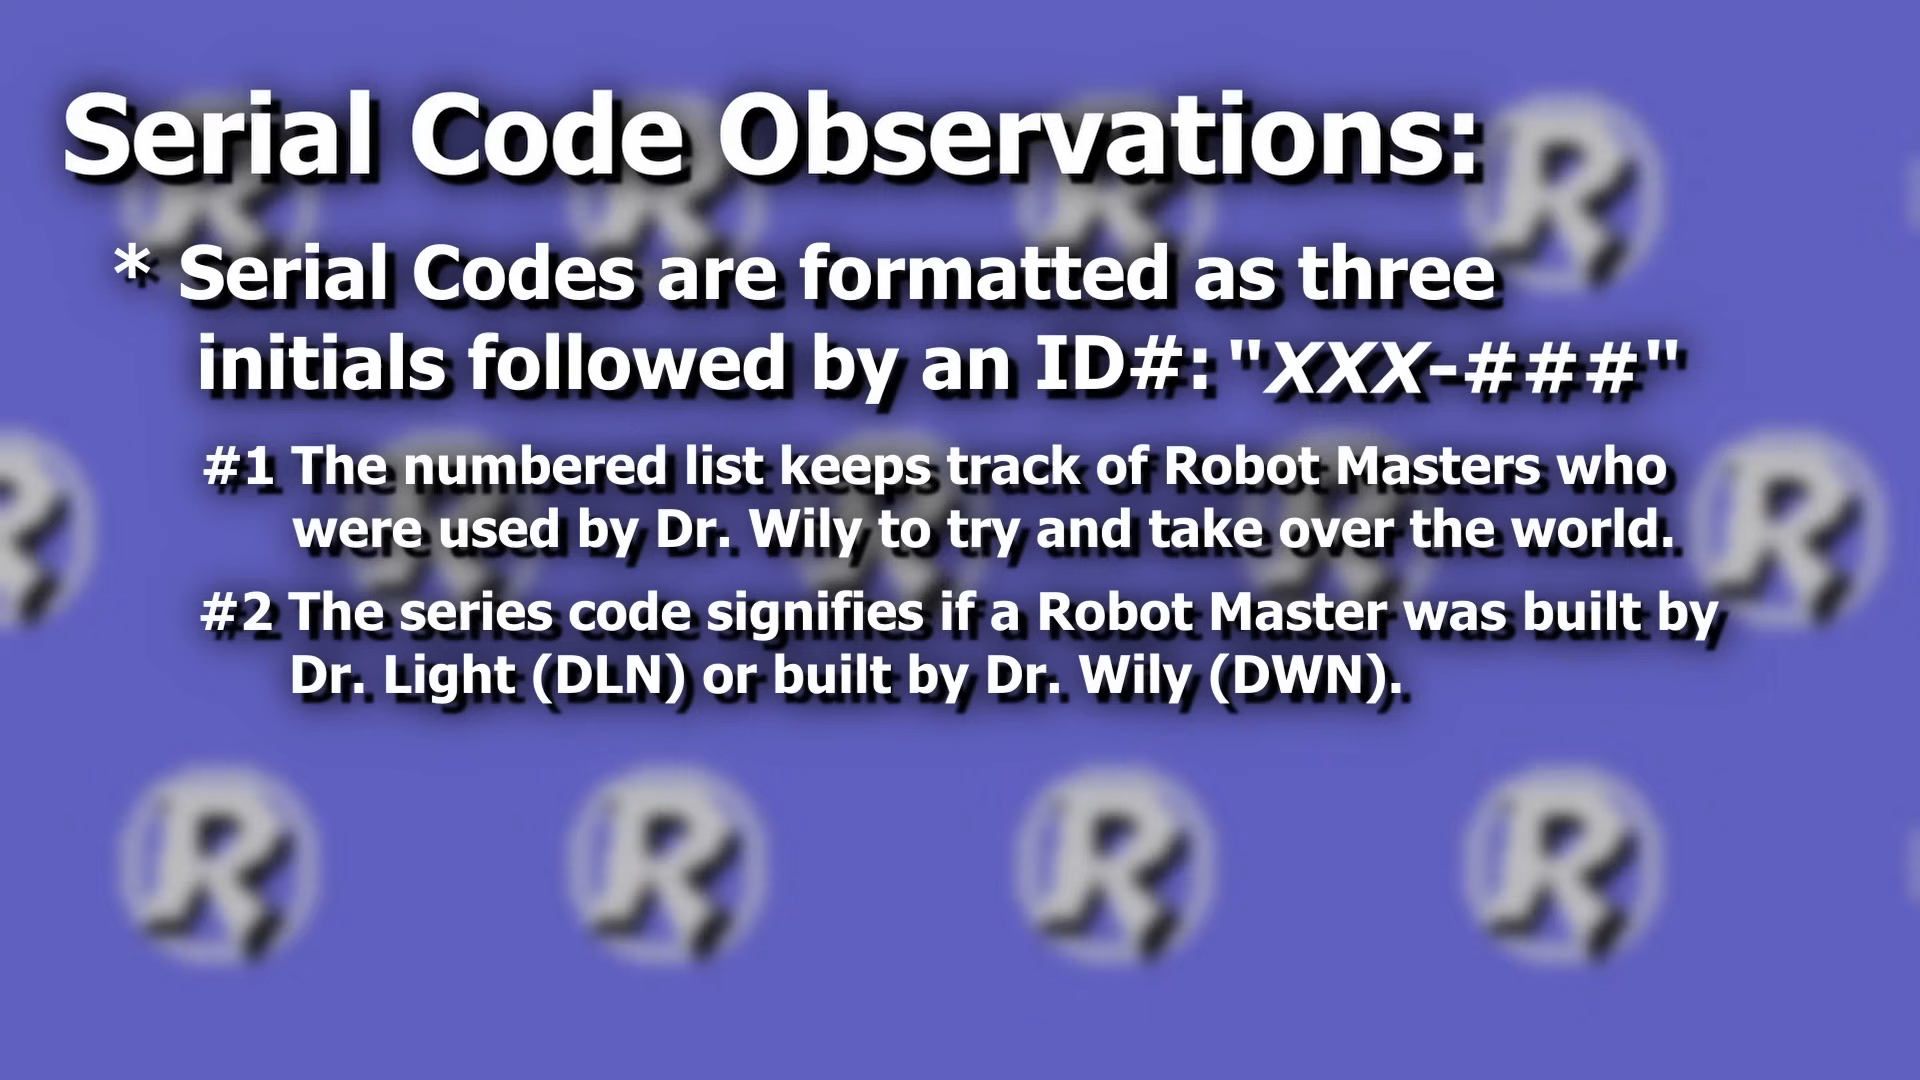 Serial Code Observations:
* Serial Codes are formatted as three
initials followed by an ID#: "XXX-###"
#1 The numbered list keeps track of Robot Masters who
were used by Dr. Wily to try and take over the world.
#2 The series code signifies if a Robot Master was built by
Dr. Light (DLN) or built by Dr. Wily (DWN).
R R R R
R R R R R
R R R R